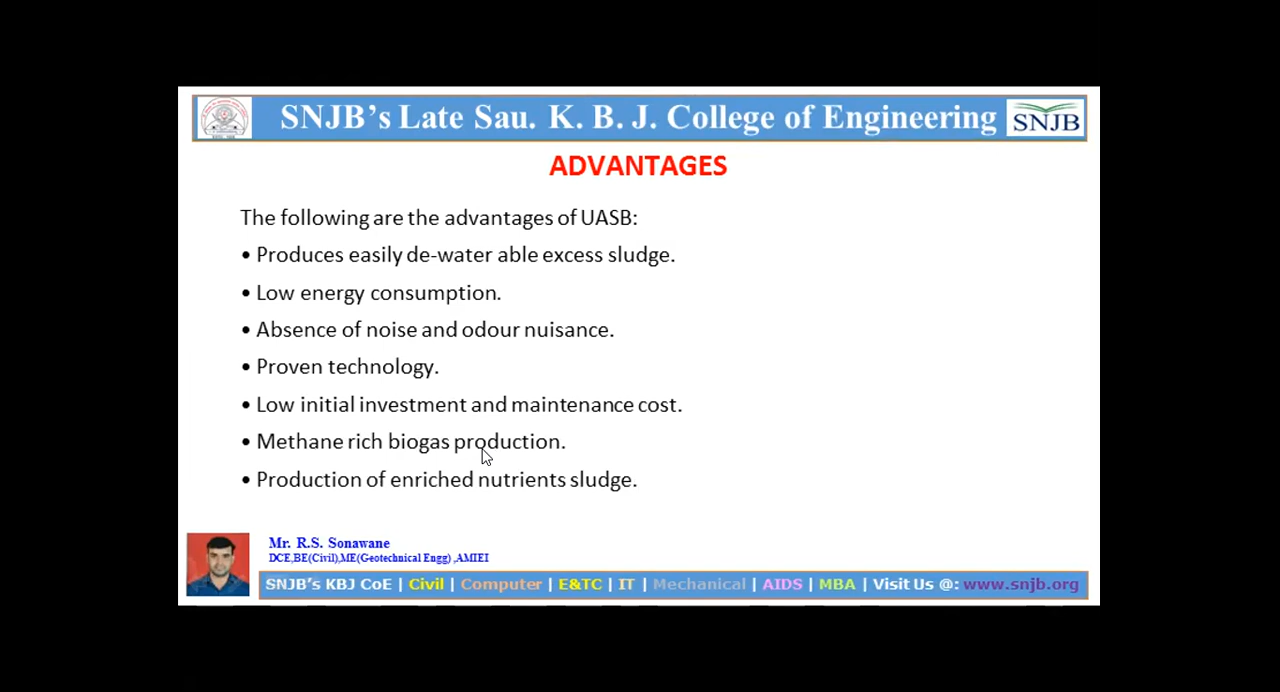 SNJB's Late Sau. K. B. J. College of Engineering
SNJB
ADVANTAGES
The following are the advantages of UASB:
• Produces easily de-water able excess sludge.
• Low energy consumption.
• Absence of noise and odour nuisance.
• Proven technology.
• Low initial investment and maintenance cost.
• Methane rich biogas production.
• Production of enriched nutrients sludge.
Mr. R.S. Sonawane
DCE,BE(Civil),ME(Geotechnical Engg) ,AMIEI
SNJB's KBJ CoE | Civil | Computer | E&TC | IT | Mechanical | AIDS | MBA | Visit Us @: www.snjb.org